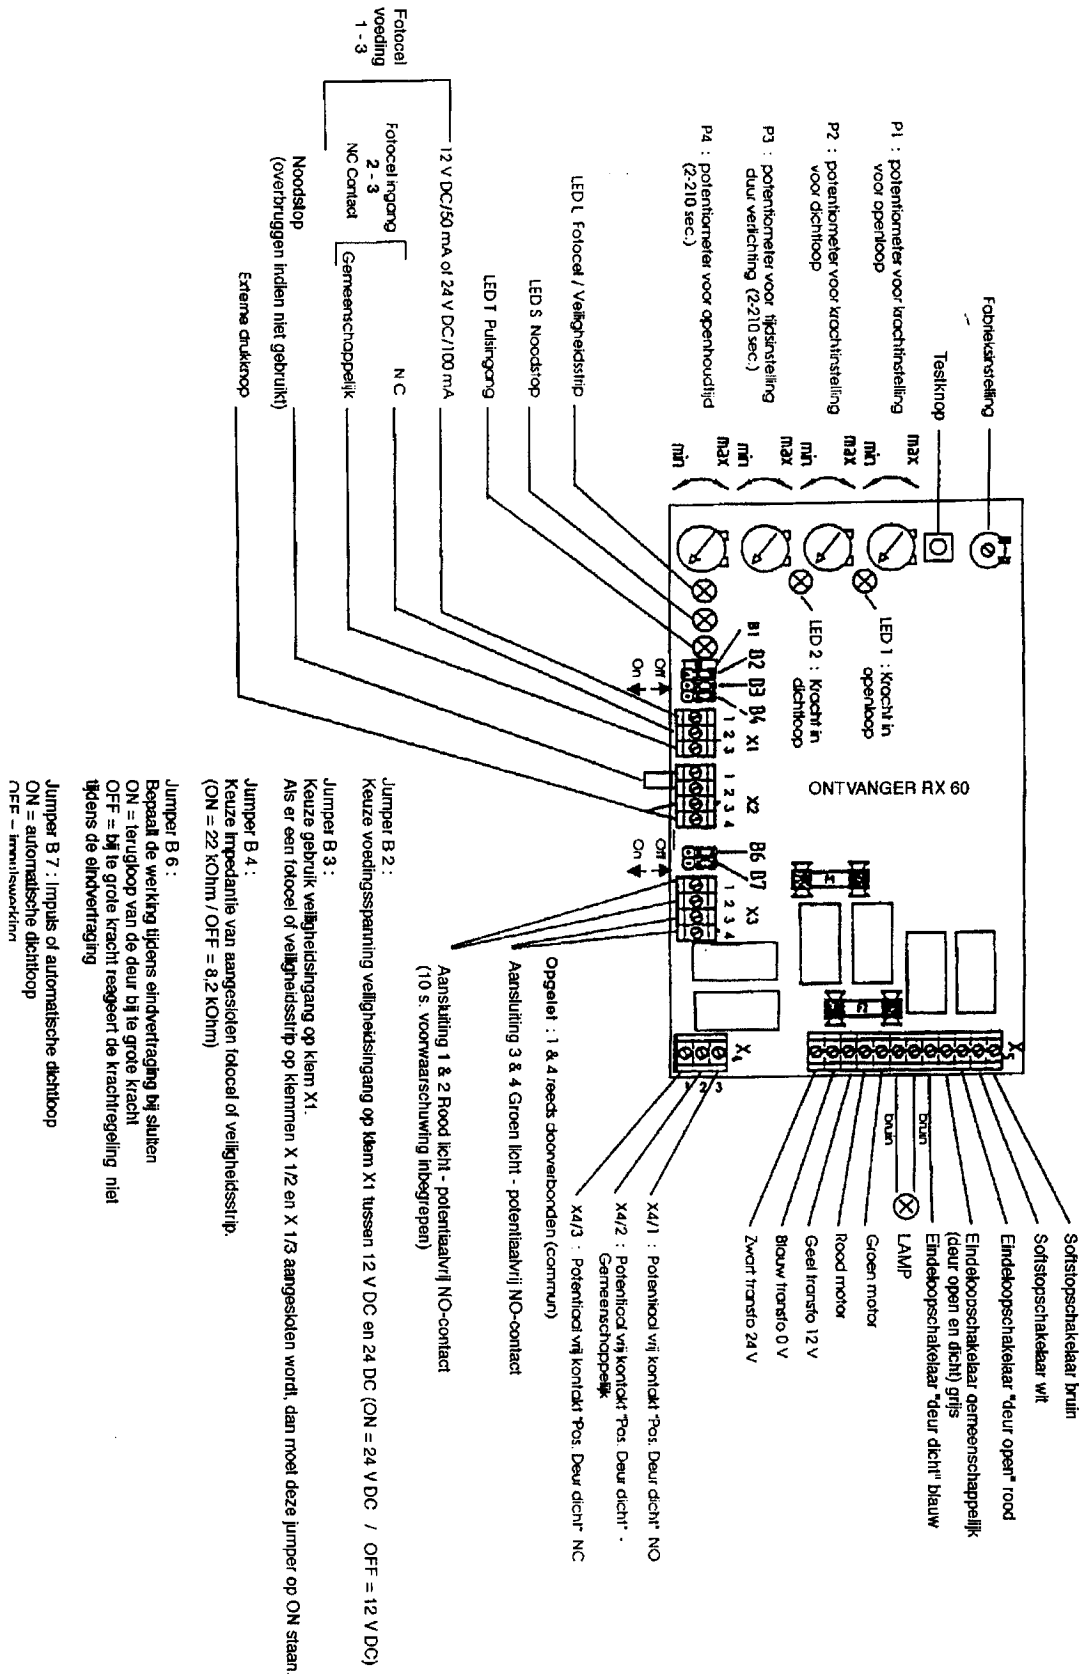 Fabrieksinstelling
Testknop
P1 : potentiometer voor krachtinstelling
voor openloop
P2 : potentiometer voor krachtinstelling
voor dichtloop
P3 : potentiometer voor tijdsinstelling
duur verlichting (2-210 sec.)
P4 : potentiometer voor openhoudtijd
(2-210 sec.)
max
min
max
min
max
min
max
min
LED 1 : Kracht in
openloop
LED 2 : Kracht in
dichtloop
ONTVANGER RX 60
LED L Fotocel / Veiligheidsstrip
LED S Noodstop
LED T Pulsingang
12 V DC/50 mA of 24 V DC/100 mA
N C
Gemeenschappelijk
Fotocel
voeding
1 - 3
Fotocel ingang
2 - 3
NC Contact
Noodstop
(overbruggen indien niet gebruikt)
Externe drukknop
B1 B2 B3 B4 X1
1 2 3
Off
On
X2
1 2 3 4
B6 B7 X3
1 2 3 4
Off
On
X4
1 2 3
X5
Softstopschakelaar bruin
Softstopschakelaar wit
Eindeloopschakelaar "deur open" rood
Eindeloopschakelaar gemeenschappelijk
(deur open en dicht) grijs
Eindeloopschakelaar "deur dicht" blauw
bruin
LAMP
bruin
Groen motor
Rood motor
Geel transfo 12 V
Blauw transfo 0 V
Zwart transfo 24 V
X4/1 : Potentiaal vrij kontakt "Pos. Deur dicht" NO
X4/2 : Potentiaal vrij kontakt "Pos. Deur dicht" -
Gemeenschappelijk
X4/3 : Potentiaal vrij kontakt "Pos. Deur dicht" NC
Opgelet : 1 & 4 reeds doorverbonden (commun)
Aansluiting 3 & 4 Groen licht - potentiaalvrij NO-contact
Aansluiting 1 & 2 Rood licht - potentiaalvrij NO-contact
(10 s. voorwaarschuwing inbegrepen)
Jumper B 2 :
Keuze voedingsspanning veiligheidsingang op klem X1 tussen 12 V DC en 24 DC (ON = 24 V DC / OFF = 12 V DC)
Jumper B 3 :
Keuze gebruik veiligheidsingang op klem X1.
Als er een fotocel of veiligheidsstrip op klemmen X 1/2 en X 1/3 aangesloten wordt, dan moet deze jumper op ON staan.
Jumper B 4 :
Keuze impedantie van aangesloten fotocel of veiligheidsstrip.
(ON = 22 kOhm / OFF = 8,2 kOhm)
Jumper B 6 :
Bepaalt de werking tijdens eindvertraging bij sluiten
ON = terugloop van de deur bij te grote kracht
OFF = bij te grote kracht reageert de krachtregeling niet
tijdens de eindvertraging
Jumper B 7 : Impuls of automatische dichtloop
ON = automatische dichtloop
OFF = impulswerking